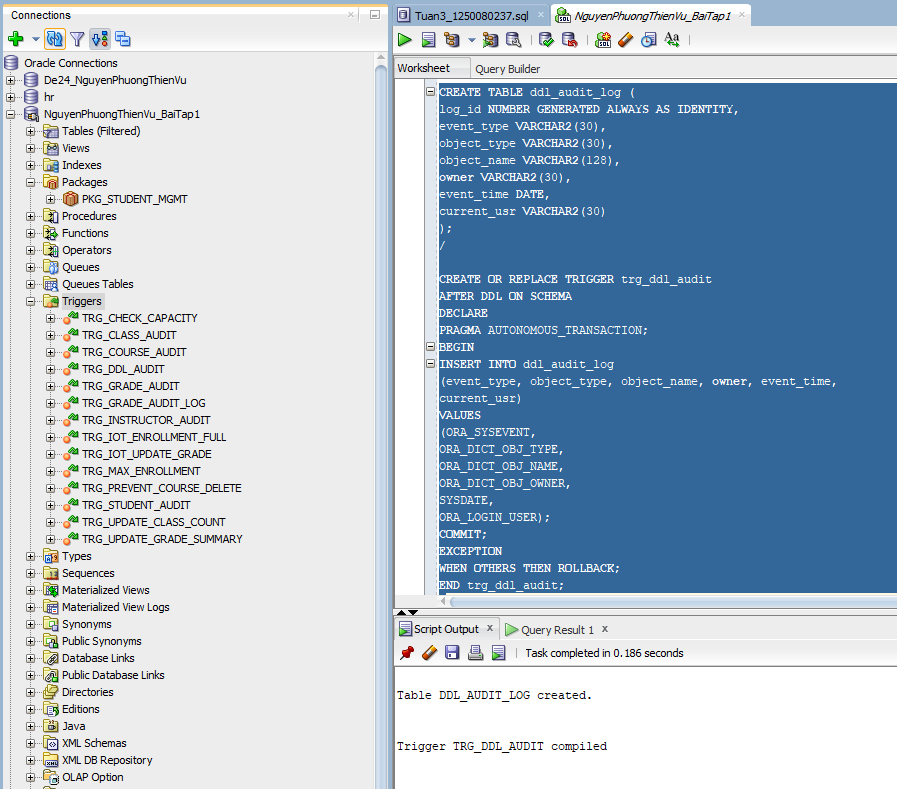 Connections
Oracle Connections
De24_NguyenPhuongThienVu
hr
NguyenPhuongThienVu_BaiTap1
Tables (Filtered)
Views
Indexes
Packages
PKG_STUDENT_MGMT
Procedures
Functions
Operators
Queues
Queues Tables
Triggers
TRG_CHECK_CAPACITY
TRG_CLASS_AUDIT
TRG_COURSE_AUDIT
TRG_DDL_AUDIT
TRG_GRADE_AUDIT
TRG_GRADE_AUDIT_LOG
TRG_INSTRUCTOR_AUDIT
TRG_IOT_ENROLLMENT_FULL
TRG_IOT_UPDATE_GRADE
TRG_MAX_ENROLLMENT
TRG_PREVENT_COURSE_DELETE
TRG_STUDENT_AUDIT
TRG_UPDATE_CLASS_COUNT
TRG_UPDATE_GRADE_SUMMARY
Types
Sequences
Materialized Views
Materialized View Logs
Synonyms
Public Synonyms
Database Links
Public Database Links
Directories
Editions
Java
XML Schemas
XML DB Repository
OLAP Option
Tuan3_1250080237.sql
NguyenPhuongThienVu_BaiTap1
Worksheet
Query Builder
CREATE TABLE ddl_audit_log (
log_id NUMBER GENERATED ALWAYS AS IDENTITY,
event_type VARCHAR2(30),
object_type VARCHAR2(30),
object_name VARCHAR2(128),
owner VARCHAR2(30),
event_time DATE,
current_usr VARCHAR2(30)
);
/
CREATE OR REPLACE TRIGGER trg_ddl_audit
AFTER DDL ON SCHEMA
DECLARE
PRAGMA AUTONOMOUS_TRANSACTION;
BEGIN
INSERT INTO ddl_audit_log
(event_type, object_type, object_name, owner, event_time,
current_usr)
VALUES
(ORA_SYSEVENT,
ORA_DICT_OBJ_TYPE,
ORA_DICT_OBJ_NAME,
ORA_DICT_OBJ_OWNER,
SYSDATE,
ORA_LOGIN_USER);
COMMIT;
EXCEPTION
WHEN OTHERS THEN ROLLBACK;
END trg_ddl_audit;
Script Output
Query Result 1
Task completed in 0.186 seconds
Table DDL_AUDIT_LOG created.
Trigger TRG_DDL_AUDIT compiled